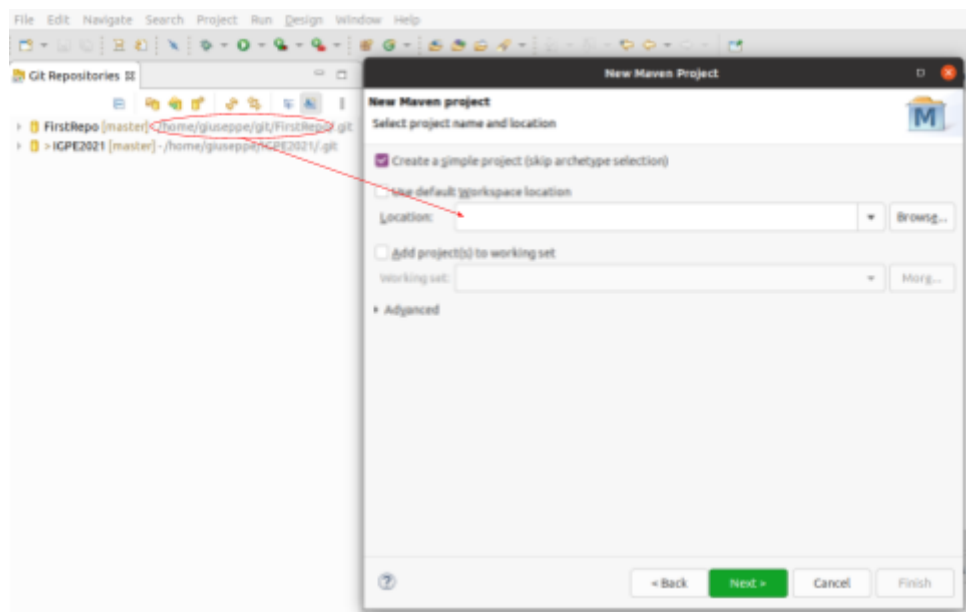 File Edit Navigate Search Project Run Design Window Help
Git Repositories
FirstRepo [master] - /home/giuseppe/git/FirstRepo/.git
> IGPE2021 [master] - /home/giuseppe/IGPE2021/.git
New Maven Project
New Maven project
Select project name and location
M
Create a simple project (skip archetype selection)
Use default Workspace location
Location:
Browse...
Add project(s) to working set
Working set:
More...
Advanced
?
< Back Next > Cancel Finish